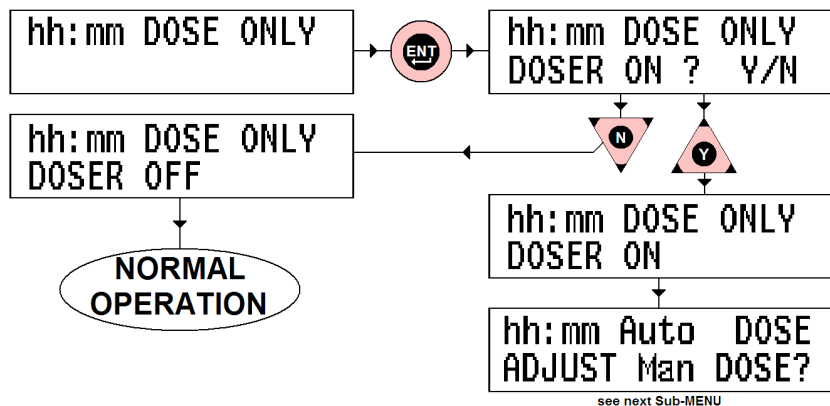 hh:mm DOSE ONLY
ENT
hh:mm DOSE ONLY
DOSER ON ? Y/N
N
Y
hh:mm DOSE ONLY
DOSER OFF
NORMAL
OPERATION
hh:mm DOSE ONLY
DOSER ON
hh:mm Auto DOSE
ADJUST Man DOSE?
see next Sub-MENU